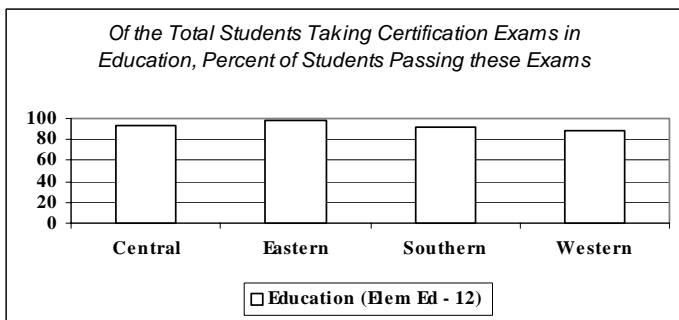 Of the Total Students Taking Certification Exams in
Education, Percent of Students Passing these Exams
100
80
60
40
20
0
Central Eastern Southern Western
Education (Elem Ed - 12)